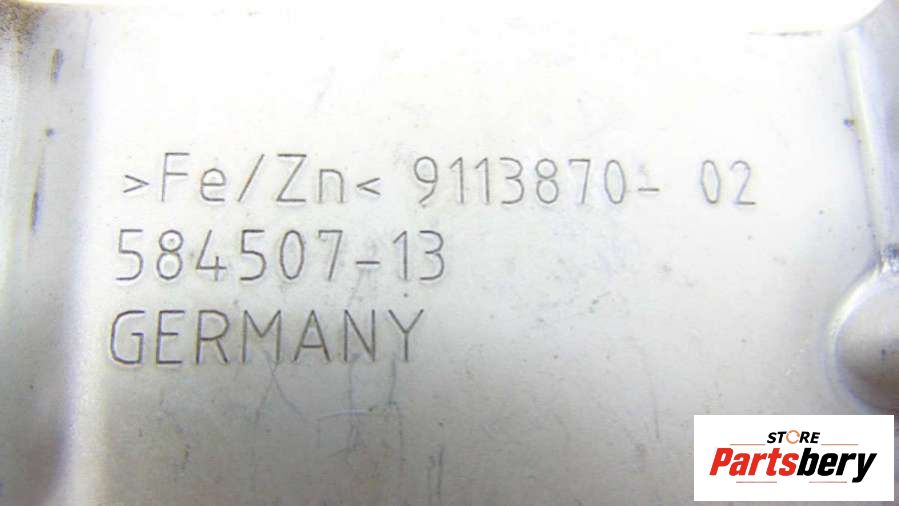 >Fe/Zn< 9113870- 02
584507-13
GERMANY
STORE
Partsbery